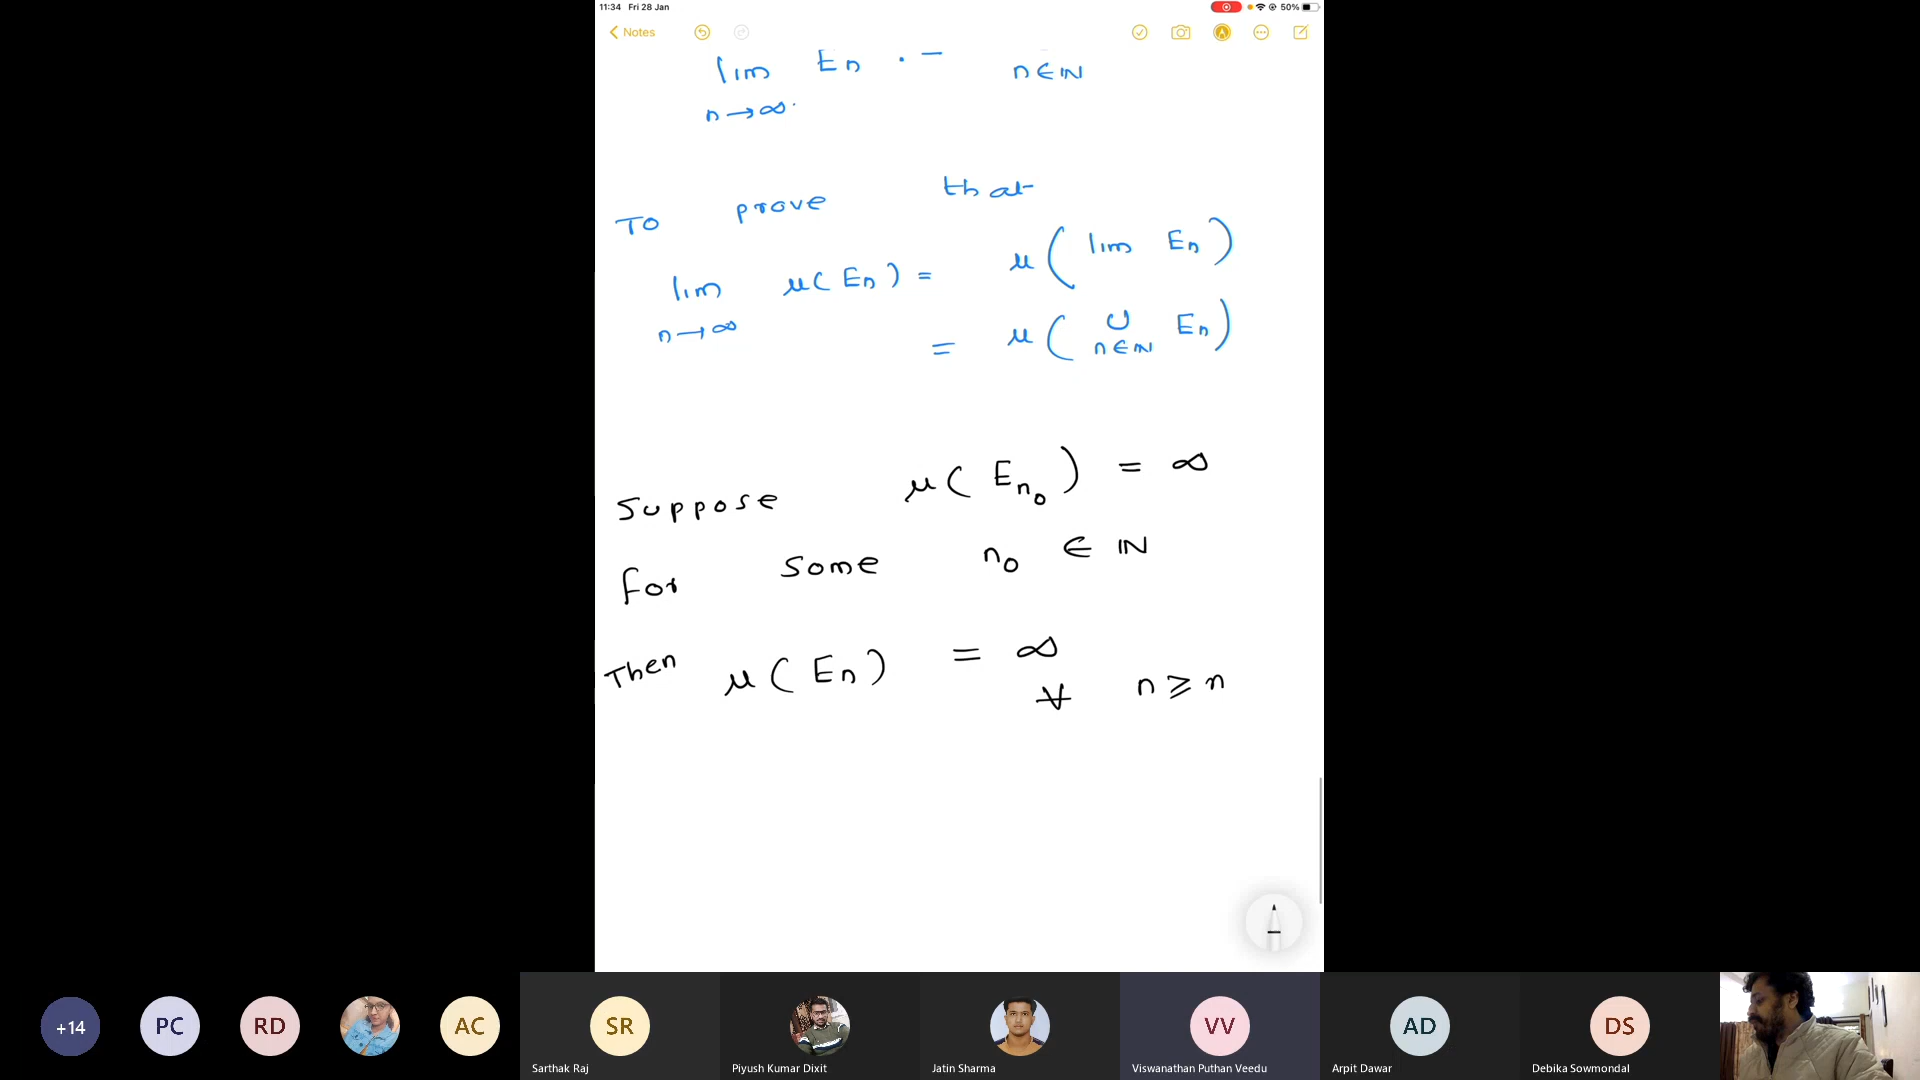 11:34 Fri 28 Jan
50%
Notes
lim En . - n∈ℕ
n→∞
To prove that
lim μ(En) = μ( lim En )
n→∞
= μ( ∪ En )
n∈ℕ
Suppose μ( En₀ ) = ∞
for some n₀ ∈ ℕ
Then μ( En ) = ∞
∀ n ⩾ n
+14
PC
RD
AC
SR
VV
AD
DS
Sarthak Raj
Piyush Kumar Dixit
Jatin Sharma
Viswanathan Puthan Veedu
Arpit Dawar
Debika Sowmondal